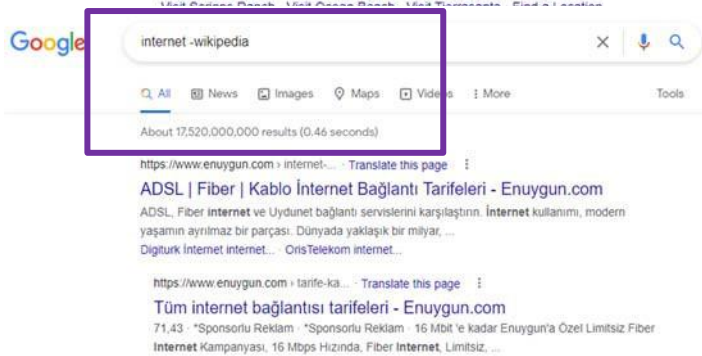 Visit Scripps Ranch · Visit Ocean Beach · Visit Tierrasanta · Find a Location
Google
internet -wikipedia
All News Images Maps Videos More Tools
About 17,520,000,000 results (0.46 seconds)
https://www.enuygun.com › internet-... · Translate this page
ADSL | Fiber | Kablo İnternet Bağlantı Tarifeleri - Enuygun.com
ADSL, Fiber internet ve Uydunet bağlantı servislerini karşılaştırın. İnternet kullanımı, modern
yaşamın ayrılmaz bir parçası. Dünyada yaklaşık bir milyar, ...
Digiturk İnternet internet... · OrisTelekom internet...
https://www.enuygun.com › tarife-ka... · Translate this page
Tüm internet bağlantısı tarifeleri - Enuygun.com
71,43 · *Sponsorlu Reklam · *Sponsorlu Reklam · 16 Mbit 'e kadar Enuygun'a Özel Limitsiz Fiber
Internet Kampanyası, 16 Mbps Hızında, Fiber Internet, Limitsiz, ...